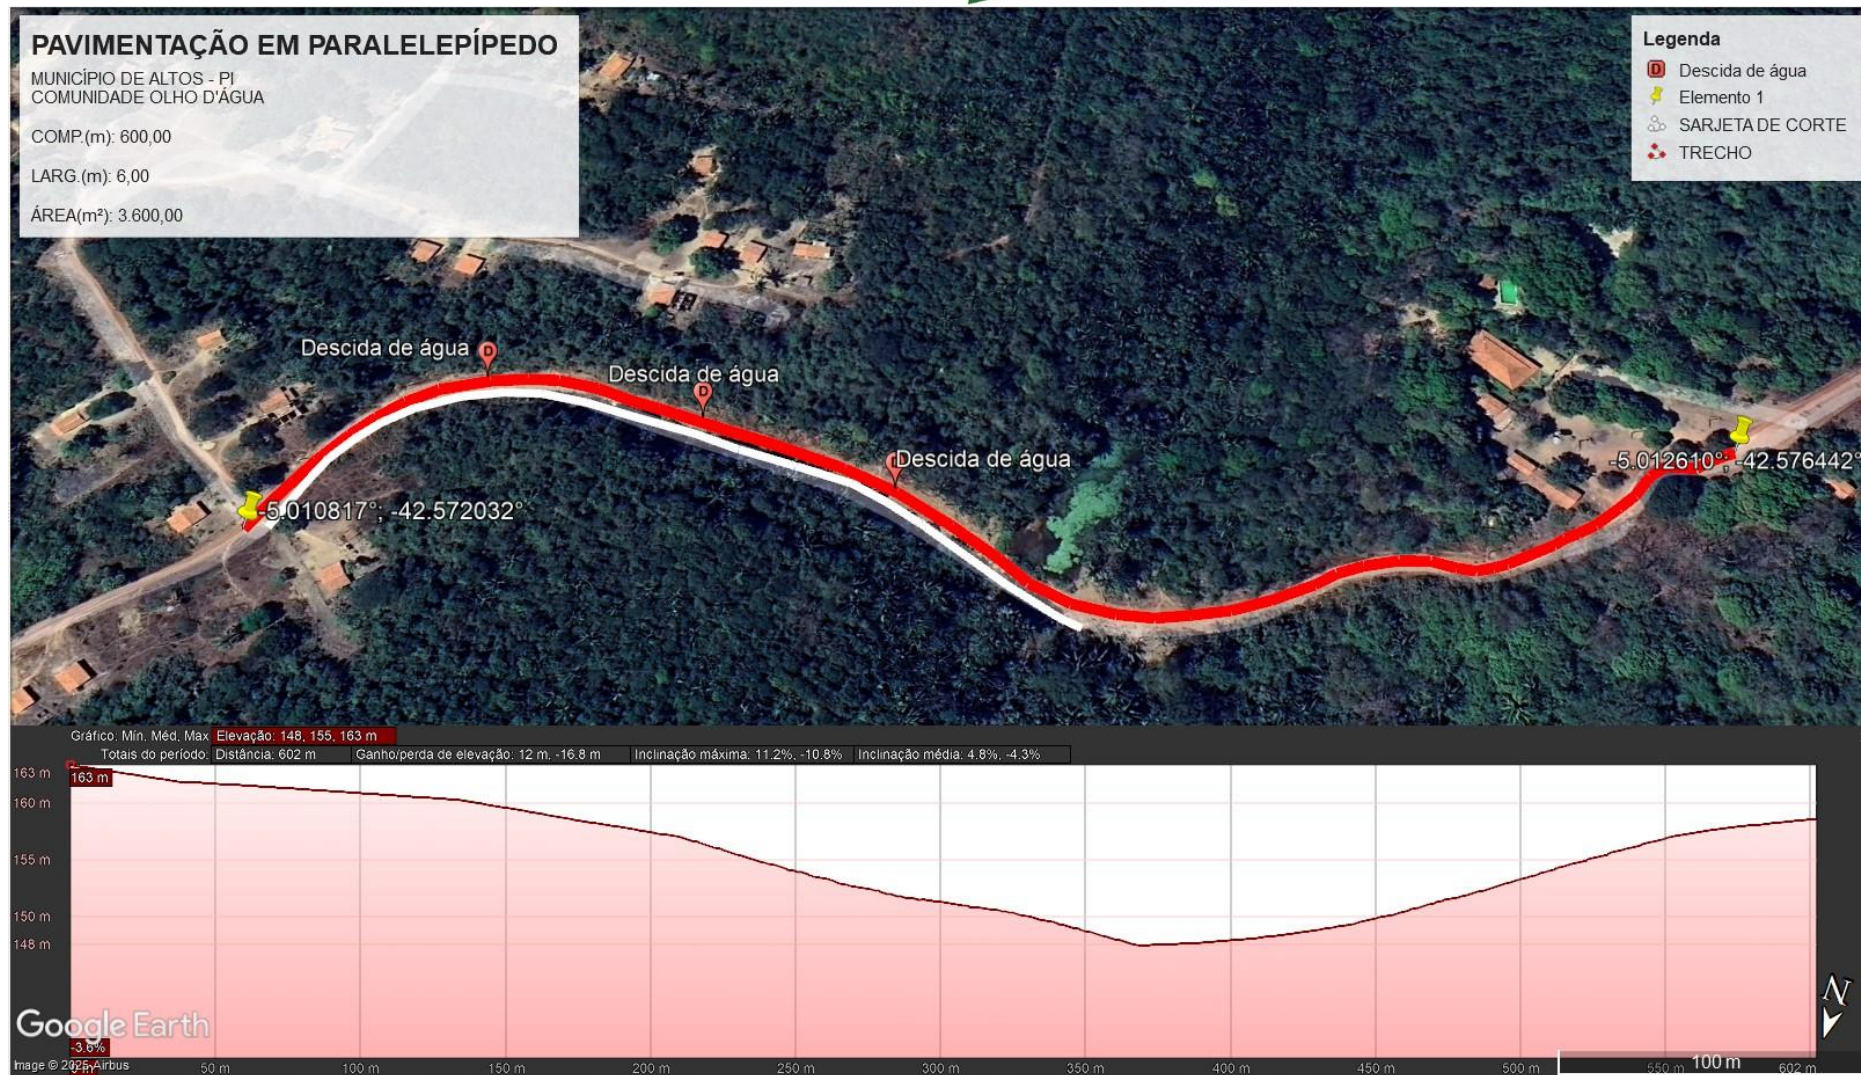 PAVIMENTAÇÃO EM PARALELEPÍPEDO
MUNICÍPIO DE ALTOS - PI
COMUNIDADE OLHO D'ÁGUA
COMP.(m): 600,00
LARG.(m): 6,00
ÁREA(m²): 3.600,00
Legenda
D Descida de água
Elemento 1
SARJETA DE CORTE
TRECHO
Descida de água D
Descida de água
D
Descida de água
-5.010817°; -42.572032°
-5.012610°; -42.576442°
Gráfico: Mín, Méd, Max Elevação: 148, 155, 163 m
Totais do período: Distância: 602 m Ganho/perda de elevação: 12 m, -16.8 m Inclinação máxima: 11.2%, -10.8% Inclinação média: 4.8%, -4.3%
163 m
163 m
160 m
155 m
150 m
148 m
N
Google Earth
-3.6%
Image © 2025 Airbus
50 m 100 m 150 m 200 m 250 m 300 m 350 m 400 m 450 m 500 m 550 m 602 m
100 m